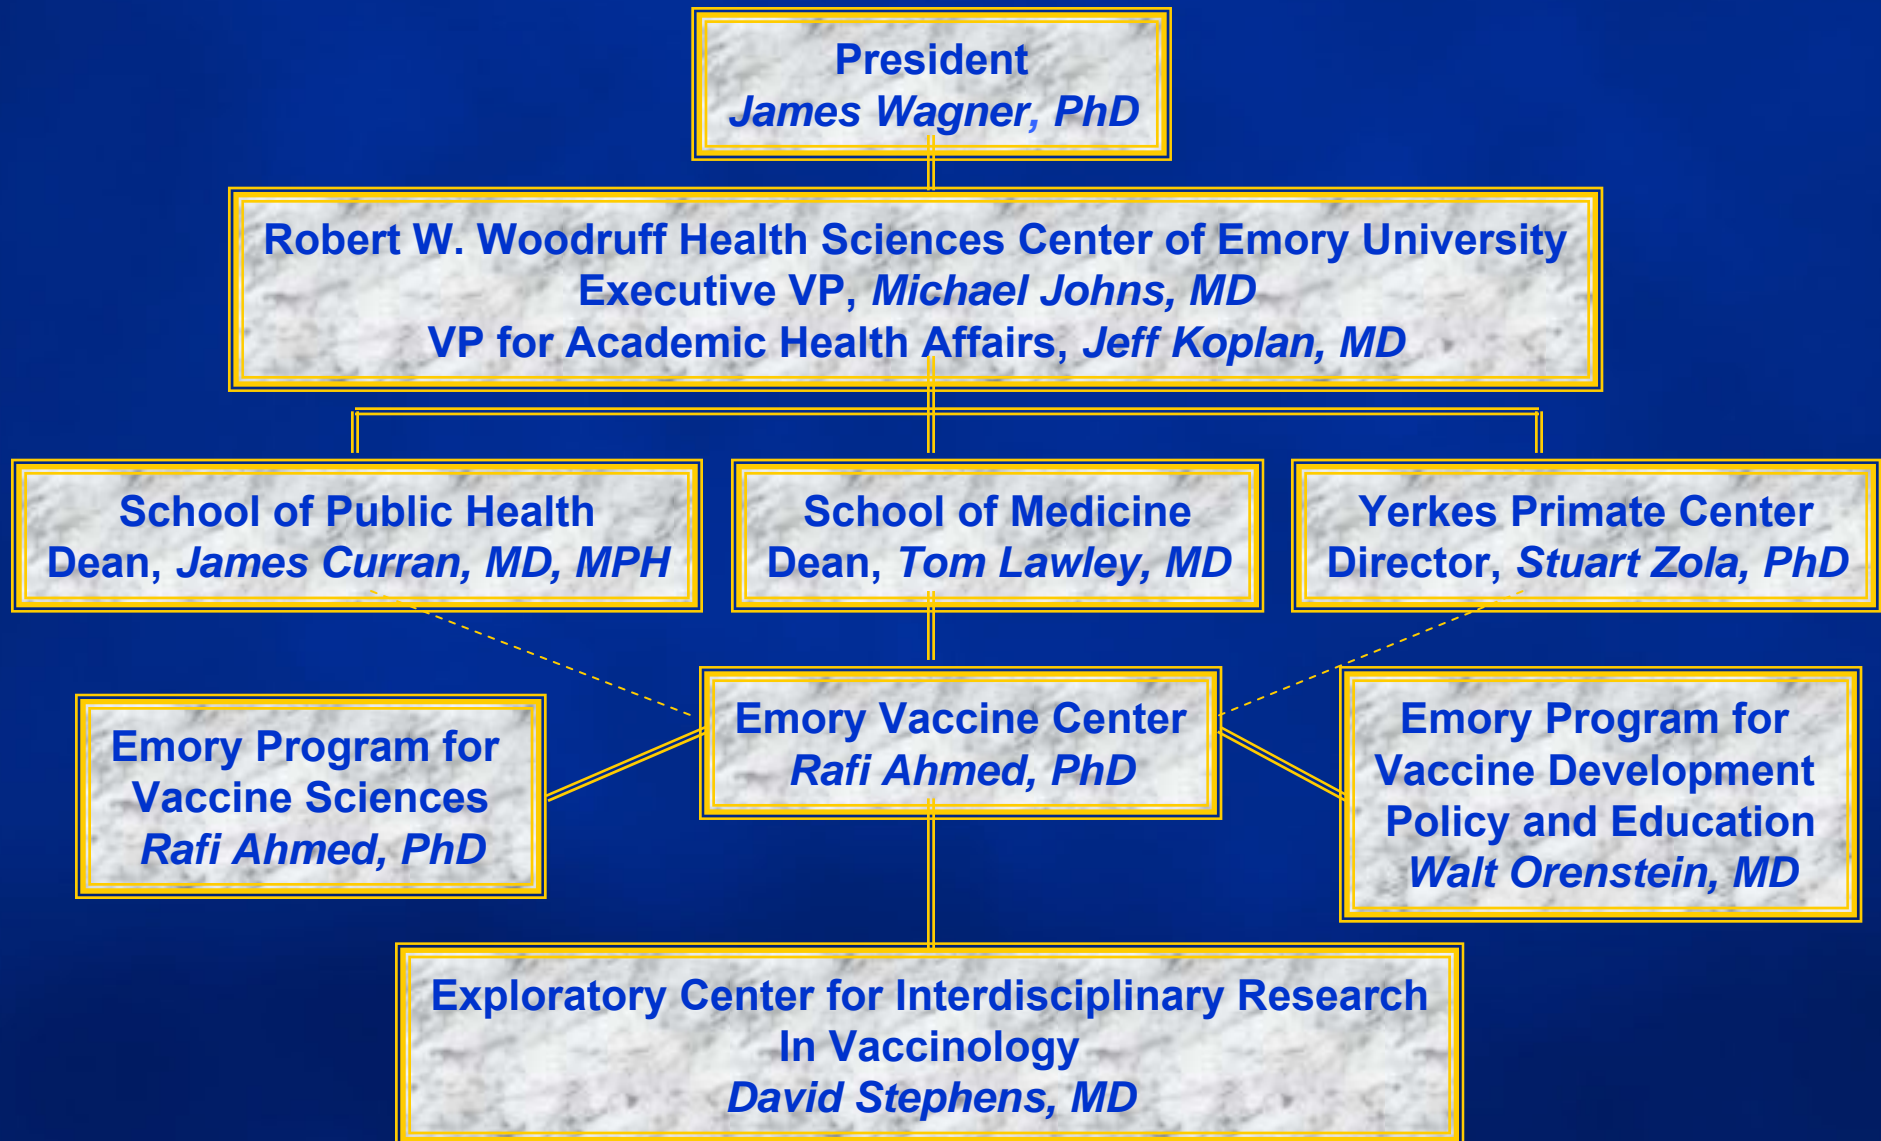 President
James Wagner, PhD
Robert W. Woodruff Health Sciences Center of Emory University
Executive VP, Michael Johns, MD
VP for Academic Health Affairs, Jeff Koplan, MD
School of Public Health
Dean, James Curran, MD, MPH
School of Medicine
Dean, Tom Lawley, MD
Yerkes Primate Center
Director, Stuart Zola, PhD
Emory Program for
Vaccine Sciences
Rafi Ahmed, PhD
Emory Vaccine Center
Rafi Ahmed, PhD
Emory Program for
Vaccine Development
Policy and Education
Walt Orenstein, MD
Exploratory Center for Interdisciplinary Research
In Vaccinology
David Stephens, MD